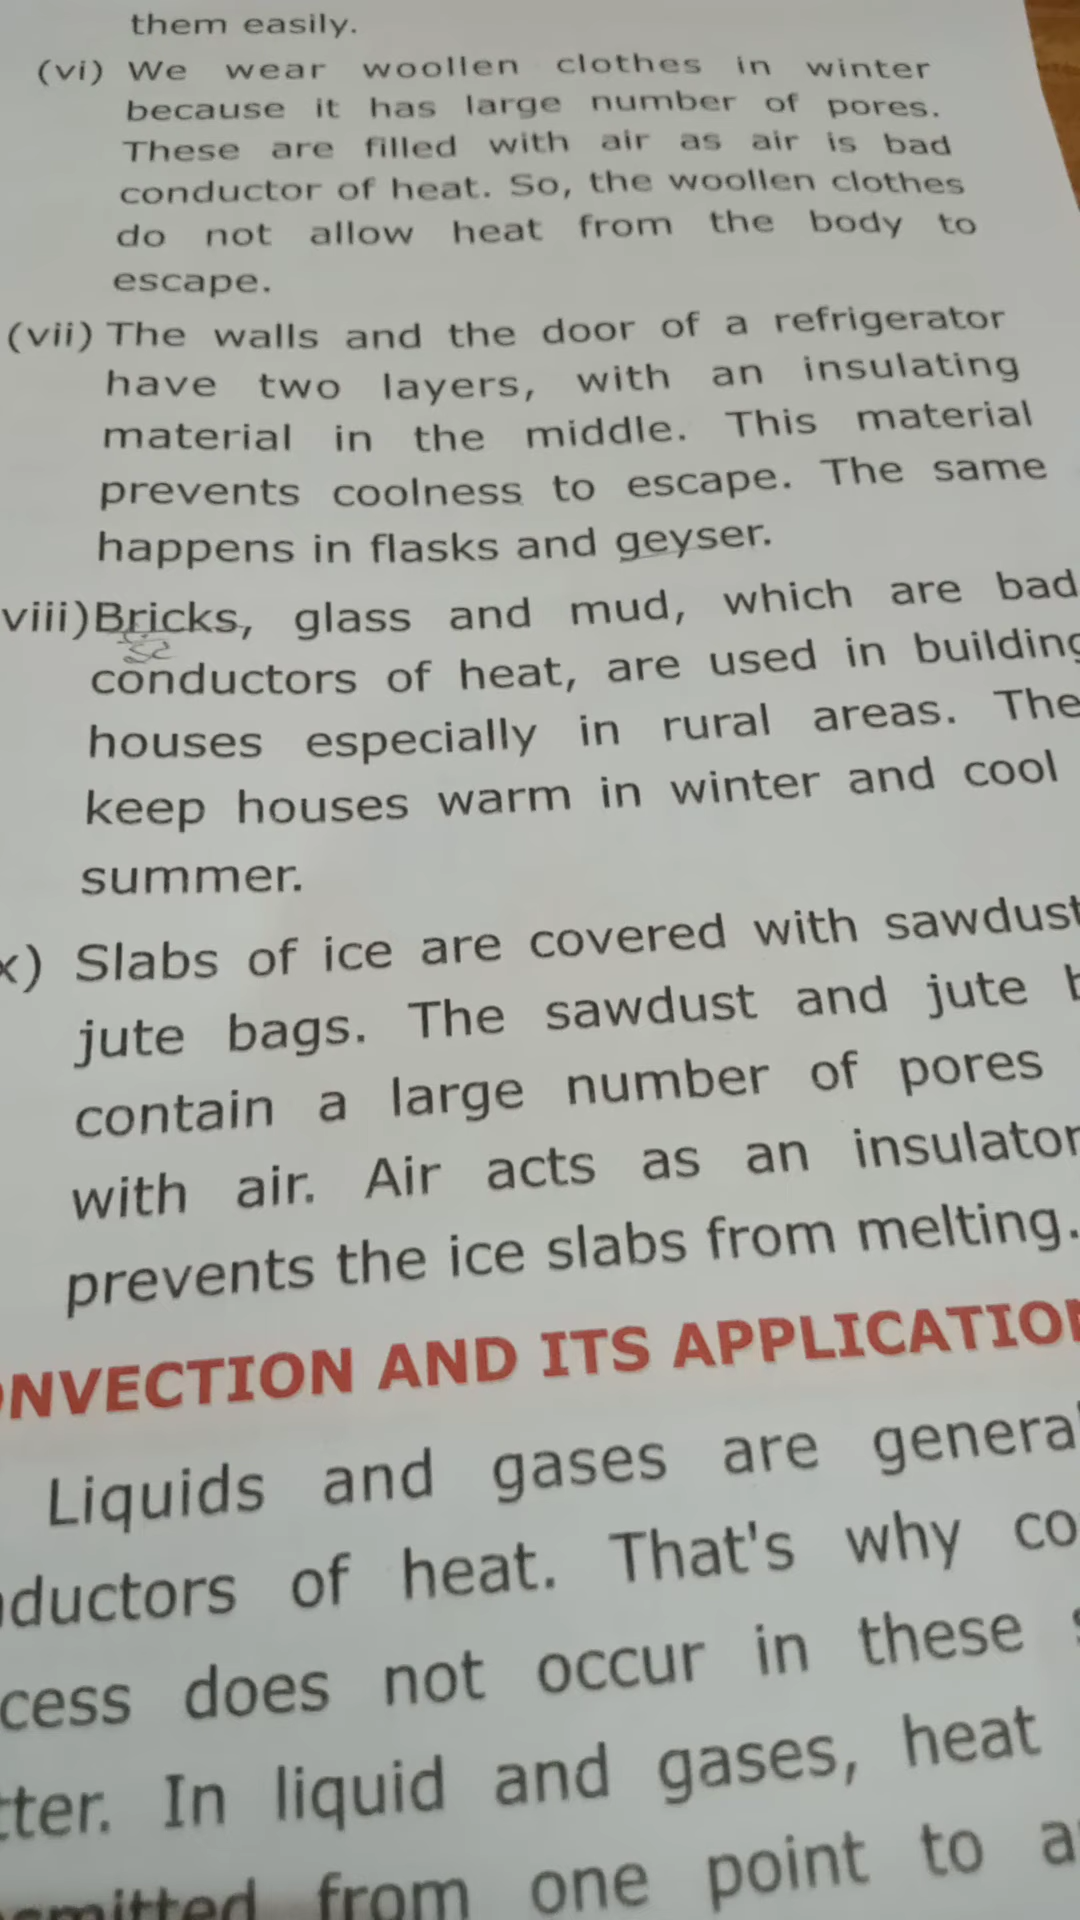 them easily.
(vi) We wear woollen clothes in winter
because it has large number of pores.
These are filled with air as air is bad
conductor of heat. So, the woollen clothes
do not allow heat from the body to
escape.
(vii) The walls and the door of a refrigerator
have two layers, with an insulating
material in the middle. This material
prevents coolness to escape. The same
happens in flasks and geyser.
viii) Bricks, glass and mud, which are bad
conductors of heat, are used in building
houses especially in rural areas. The
keep houses warm in winter and cool
summer.
x) Slabs of ice are covered with sawdust
jute bags. The sawdust and jute
contain a large number of pores
with air. Air acts as an insulator
prevents the ice slabs from melting.
NVECTION AND ITS APPLICATION
Liquids and gases are general
ductors of heat. That's why co
cess does not occur in these
tter. In liquid and gases, heat
smitted from one point to a